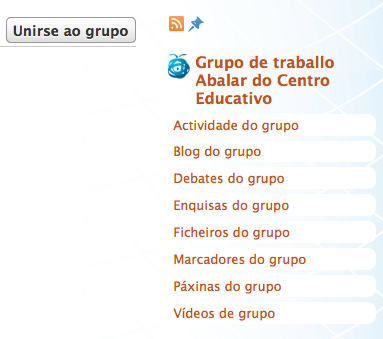 Unirse ao grupo
Grupo de traballo
Abalar do Centro
Educativo
Actividade do grupo
Blog do grupo
Debates do grupo
Enquisas do grupo
Ficheiros do grupo
Marcadores do grupo
Páxinas do grupo
Vídeos de grupo